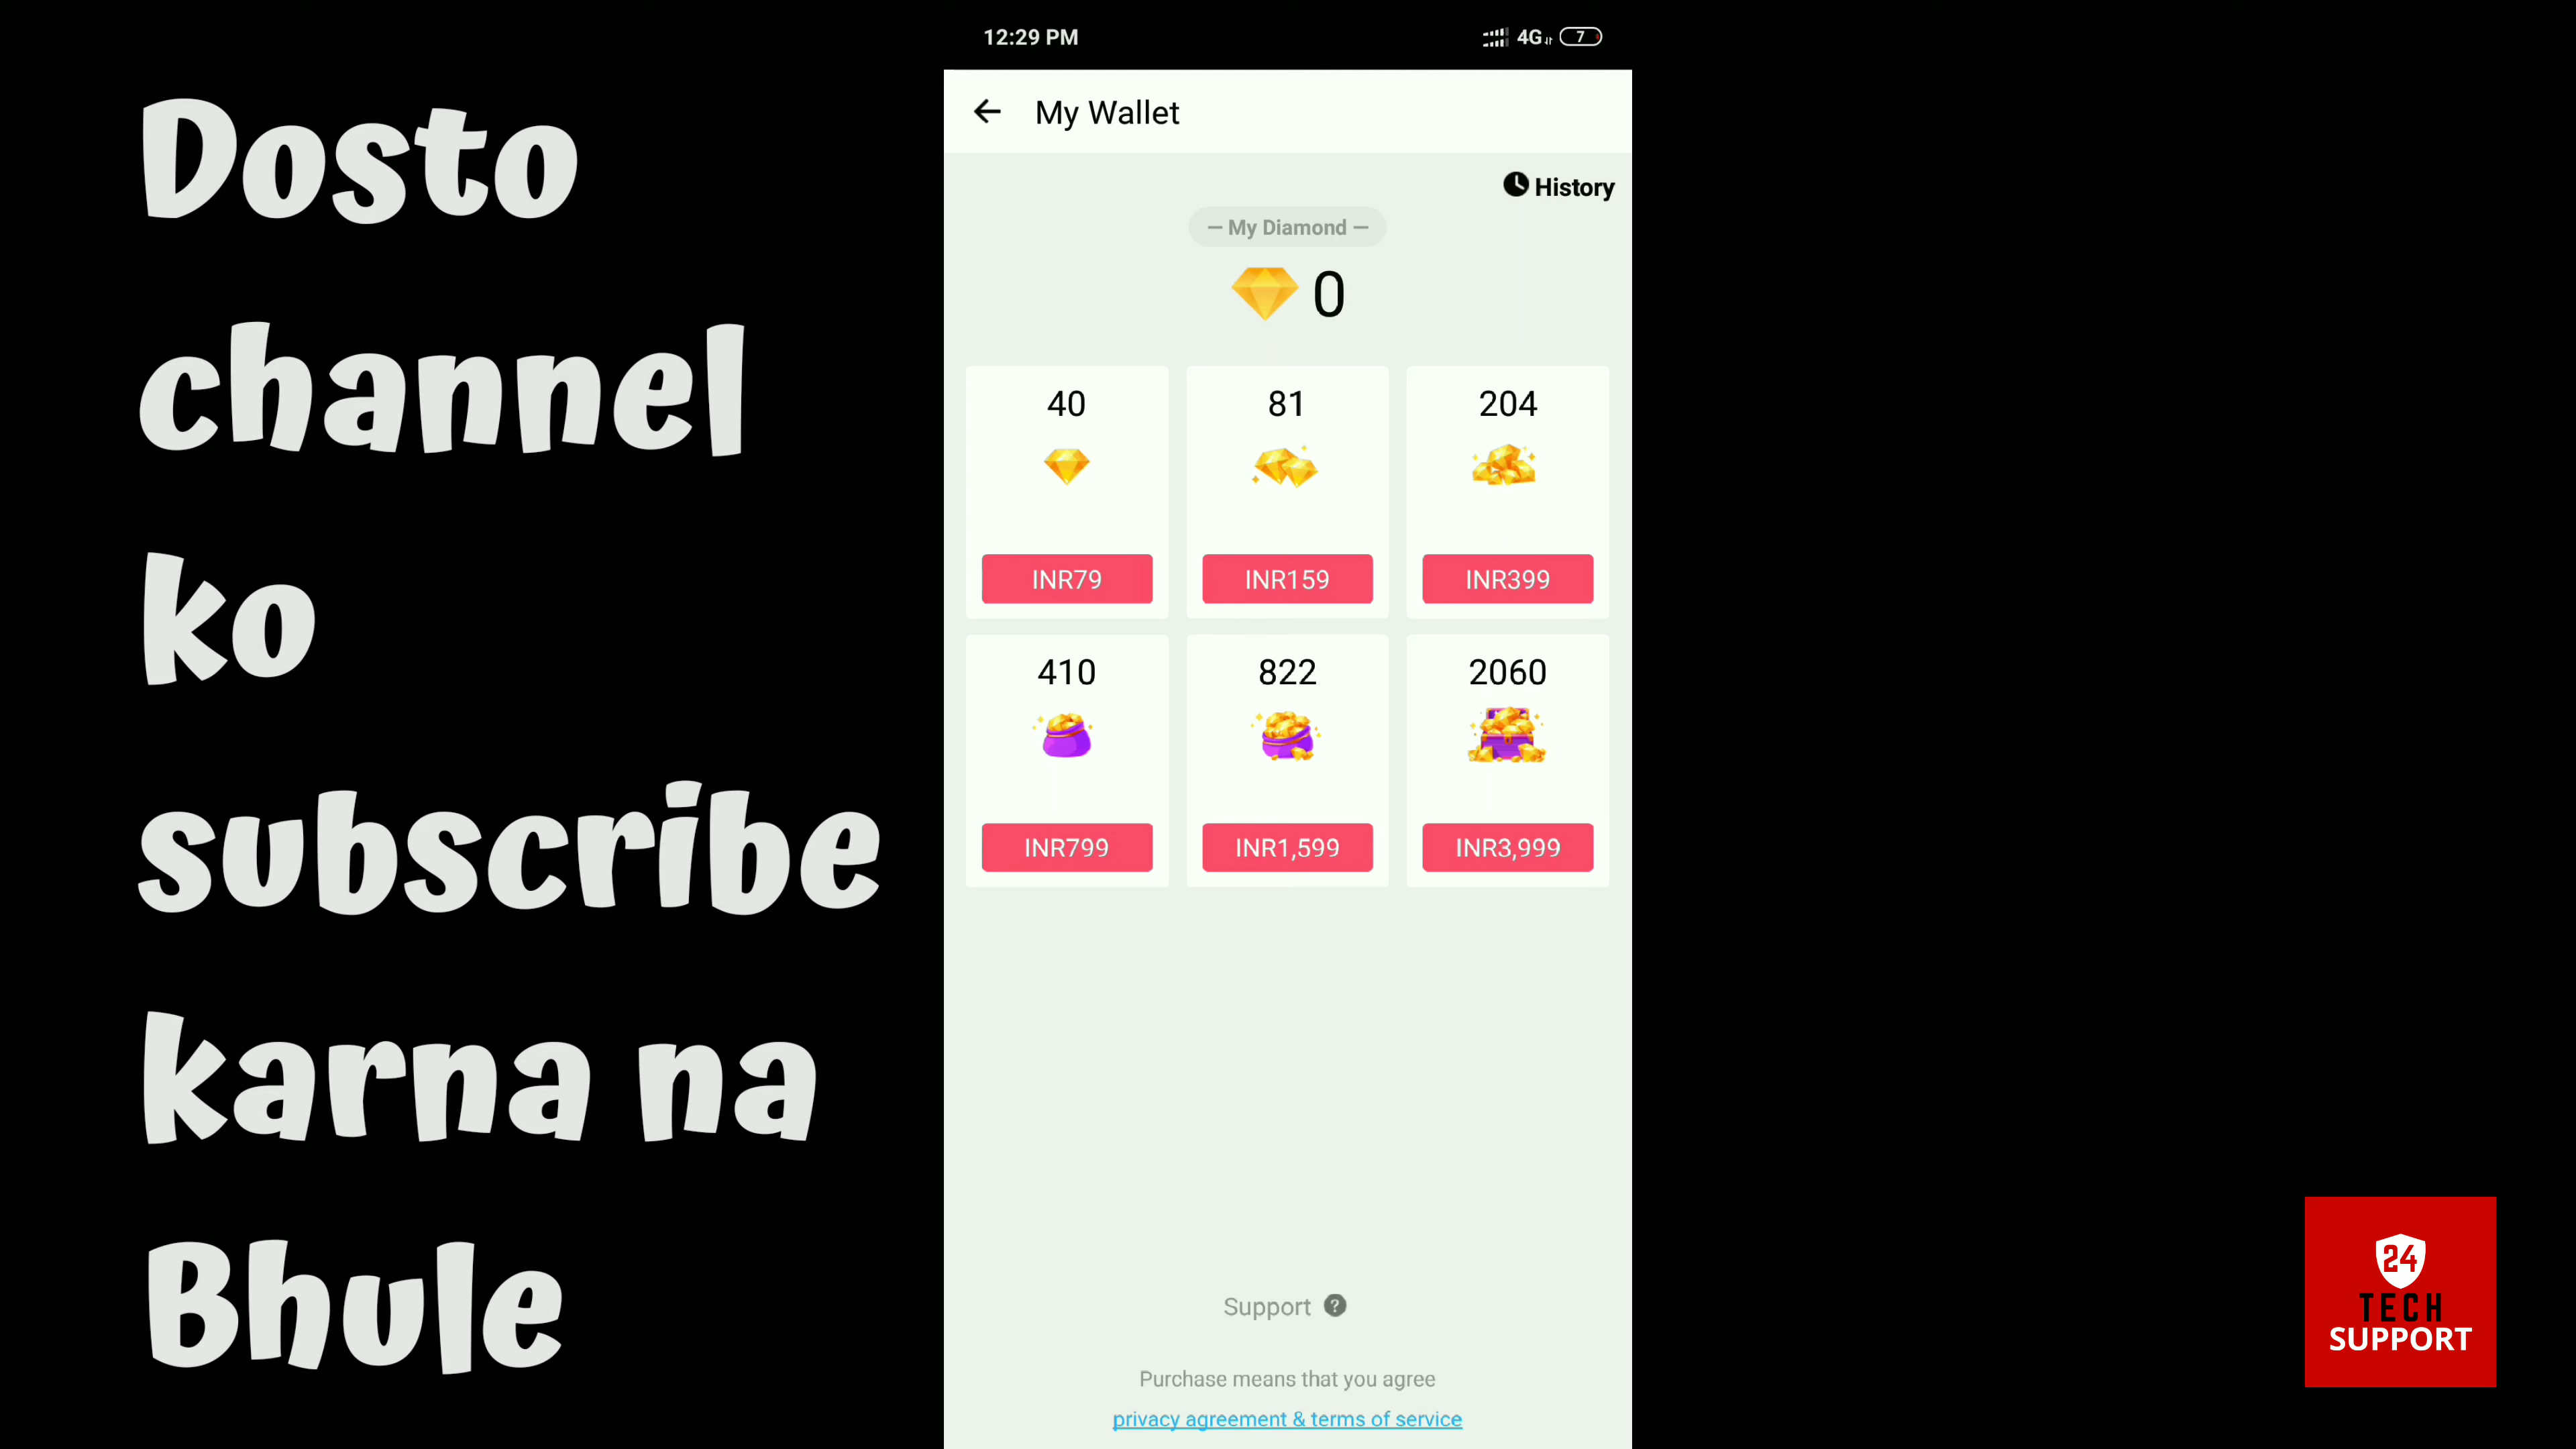 Dosto
channel
ko
subscribe
karna na
Bhule
12:29 PM
4G
7
My Wallet
History
— My Diamond —
0
40
81
204
INR79
INR159
INR399
410
822
2060
INR799
INR1,599
INR3,999
Support ?
Purchase means that you agree
privacy agreement & terms of service
24
TECH
SUPPORT